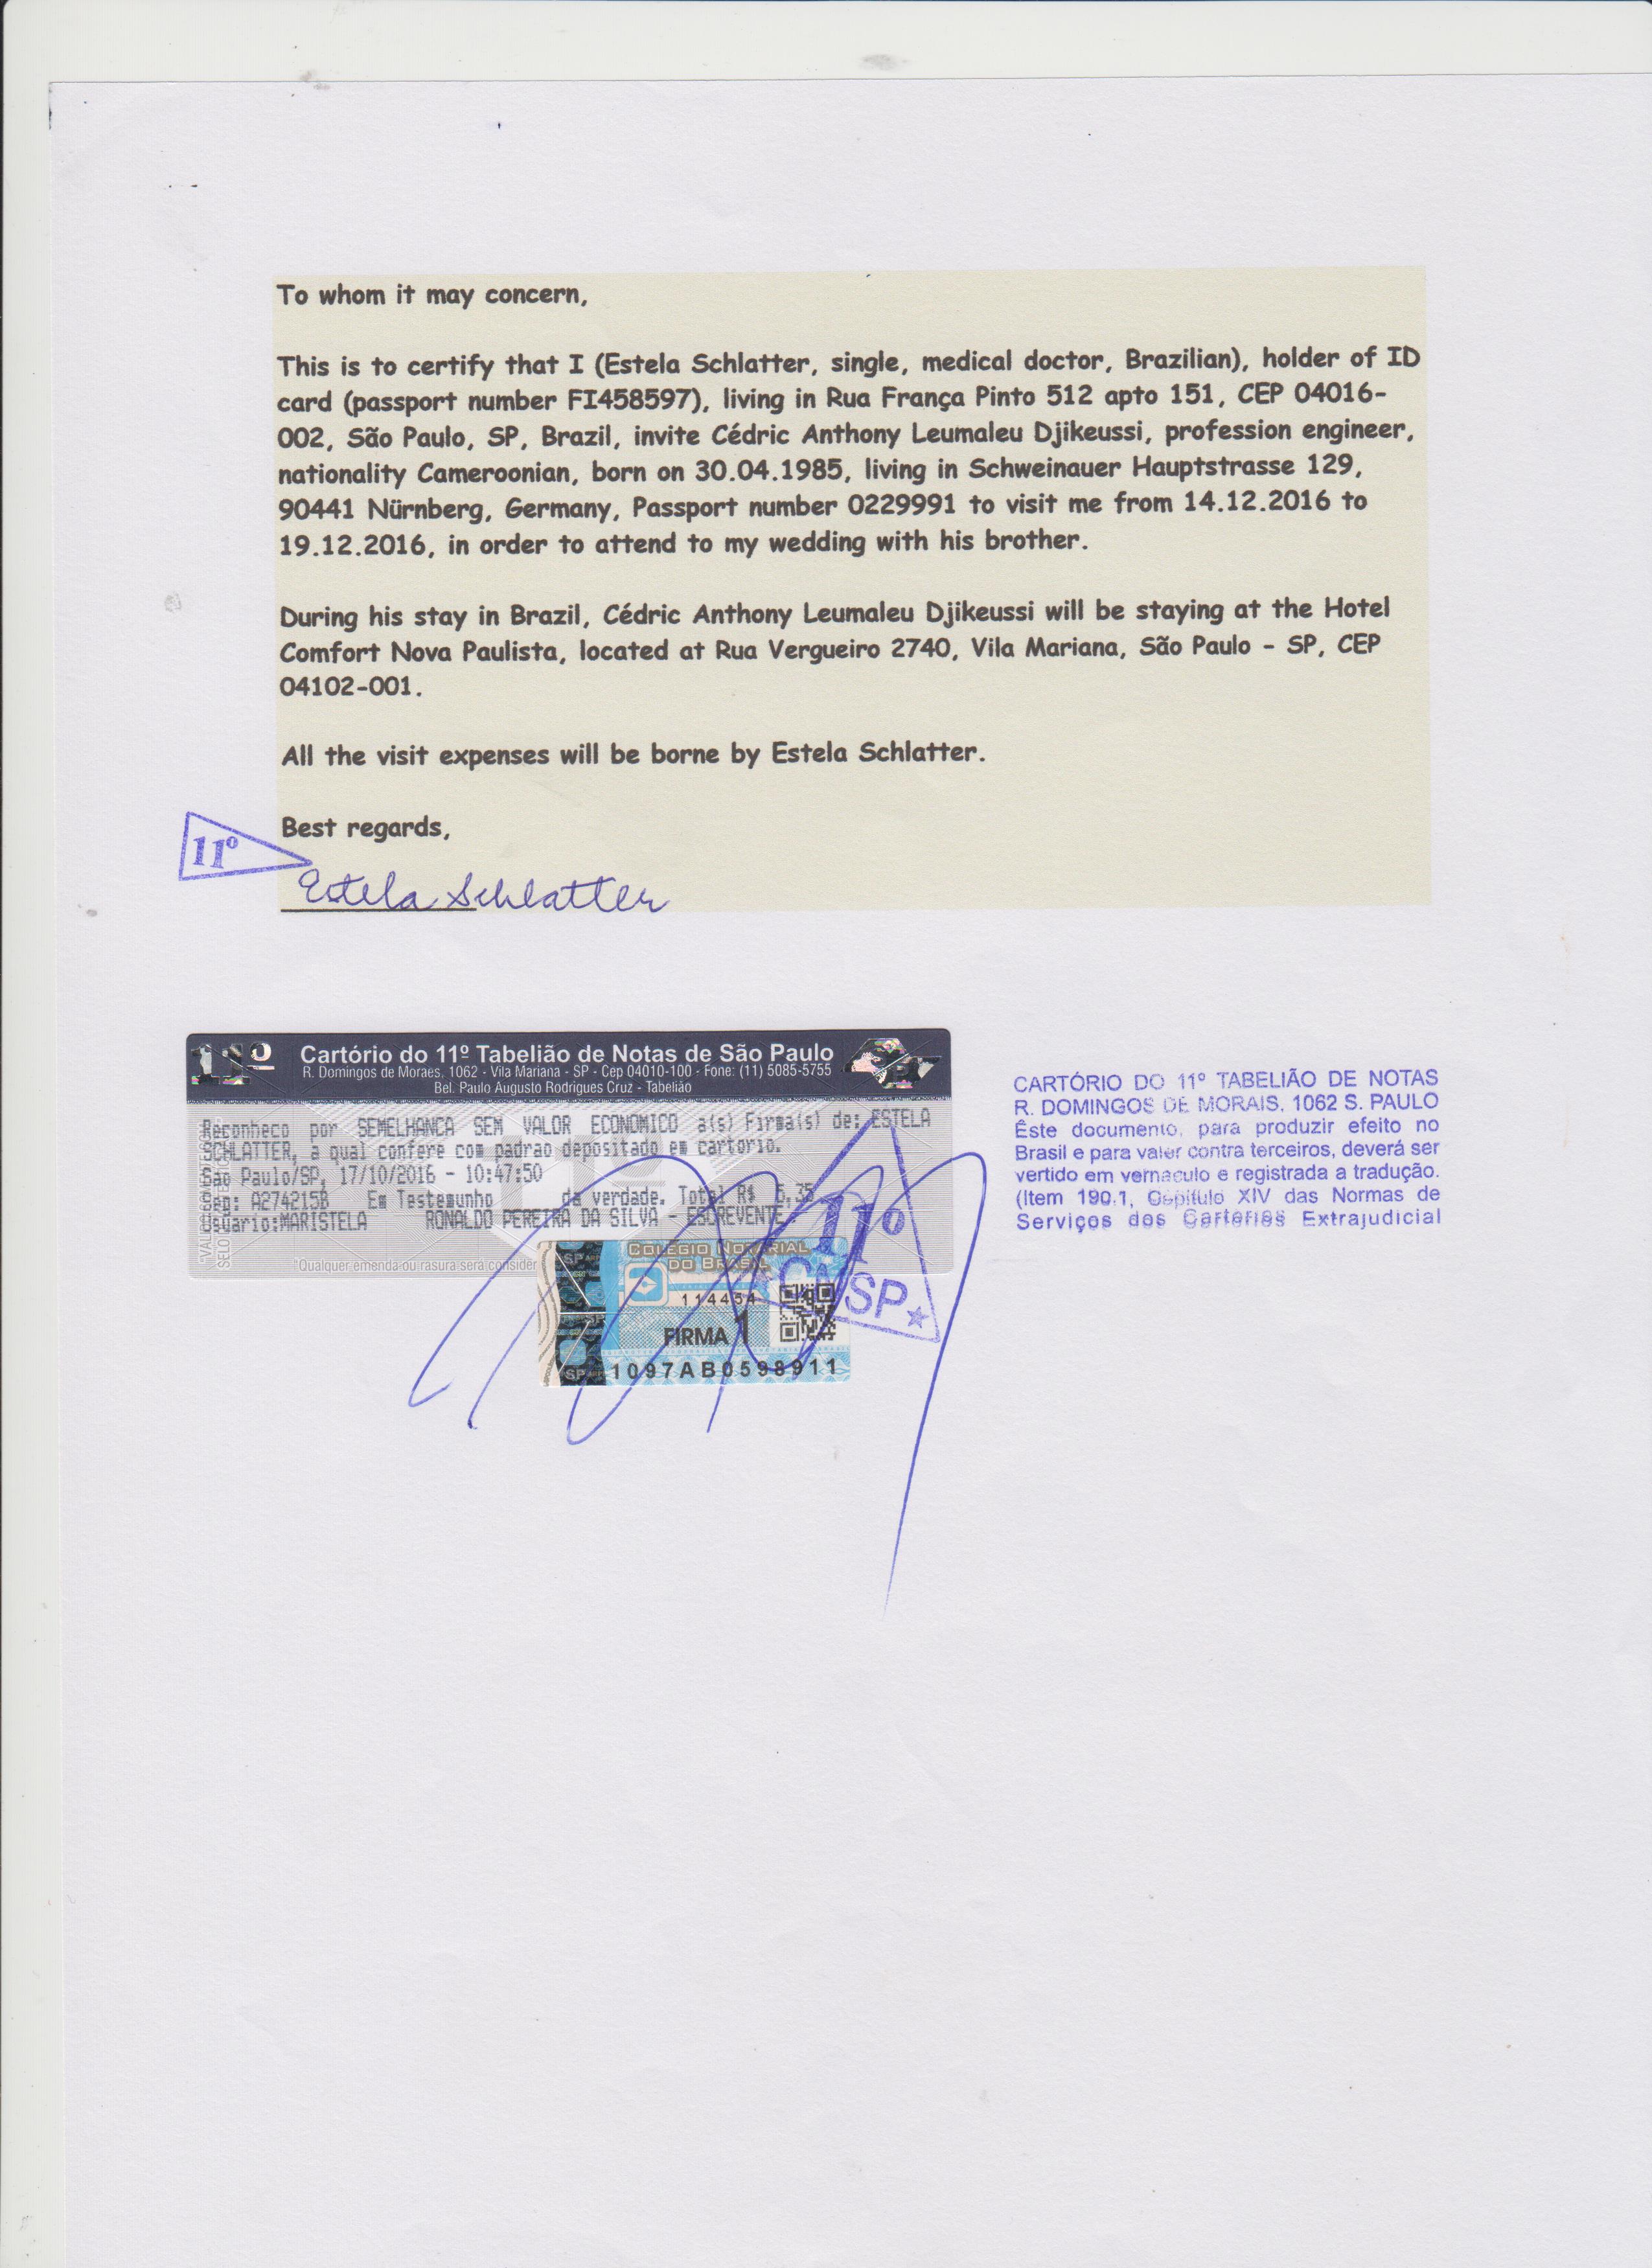 To whom it may concern,
This is to certify that I (Estela Schlatter, single, medical doctor, Brazilian), holder of ID
card (passport number FI458597), living in Rua França Pinto 512 apto 151, CEP 04016-
002, São Paulo, SP, Brazil, invite Cédric Anthony Leumaleu Djikeussi, profession engineer,
nationality Cameroonian, born on 30.04.1985, living in Schweinauer Hauptstrasse 129,
90441 Nürnberg, Germany, Passport number 0229991 to visit me from 14.12.2016 to
19.12.2016, in order to attend to my wedding with his brother.
During his stay in Brazil, Cédric Anthony Leumaleu Djikeussi will be staying at the Hotel
Comfort Nova Paulista, located at Rua Vergueiro 2740, Vila Mariana, São Paulo - SP, CEP
04102-001.
All the visit expenses will be borne by Estela Schlatter.
Best regards,
11º
Estela Schlatter
11º
Cartório do 11º Tabelião de Notas de São Paulo
R. Domingos de Moraes, 1062 - Vila Mariana - SP - Cep 04010-100 - Fone: (11) 5085-5755
Bel. Paulo Augusto Rodrigues Cruz - Tabelião
Reconheco por SEMELHANCA SEM VALOR ECONOMICO a(s) Firma(s) de: ESTELA
SCHLATTER, a qual confere com padrao depositado em cartorio.
Sao Paulo/SP, 17/10/2016 - 10:47:50
A274215B Em Testemunho da verdade. Total R$ 5,35
Usuario:MARISTELA RONALDO PEREIRA DA SILVA - ESCREVENTE
Qualquer emenda ou rasura será consider
COLEGIO NOTARIAL
DO BRASIL
114454
FIRMA 1
1097AB0598911
SP
SP
11º
CNSP
CARTÓRIO DO 11º TABELIÃO DE NOTAS
R. DOMINGOS DE MORAIS, 1062 S. PAULO
Êste documento, para produzir efeito no
Brasil e para valer contra terceiros, deverá ser
vertido em vernaculo e registrada a tradução.
(Item 190.1, Capitulo XIV das Normas de
Serviços dos Cartorios Extrajudicial